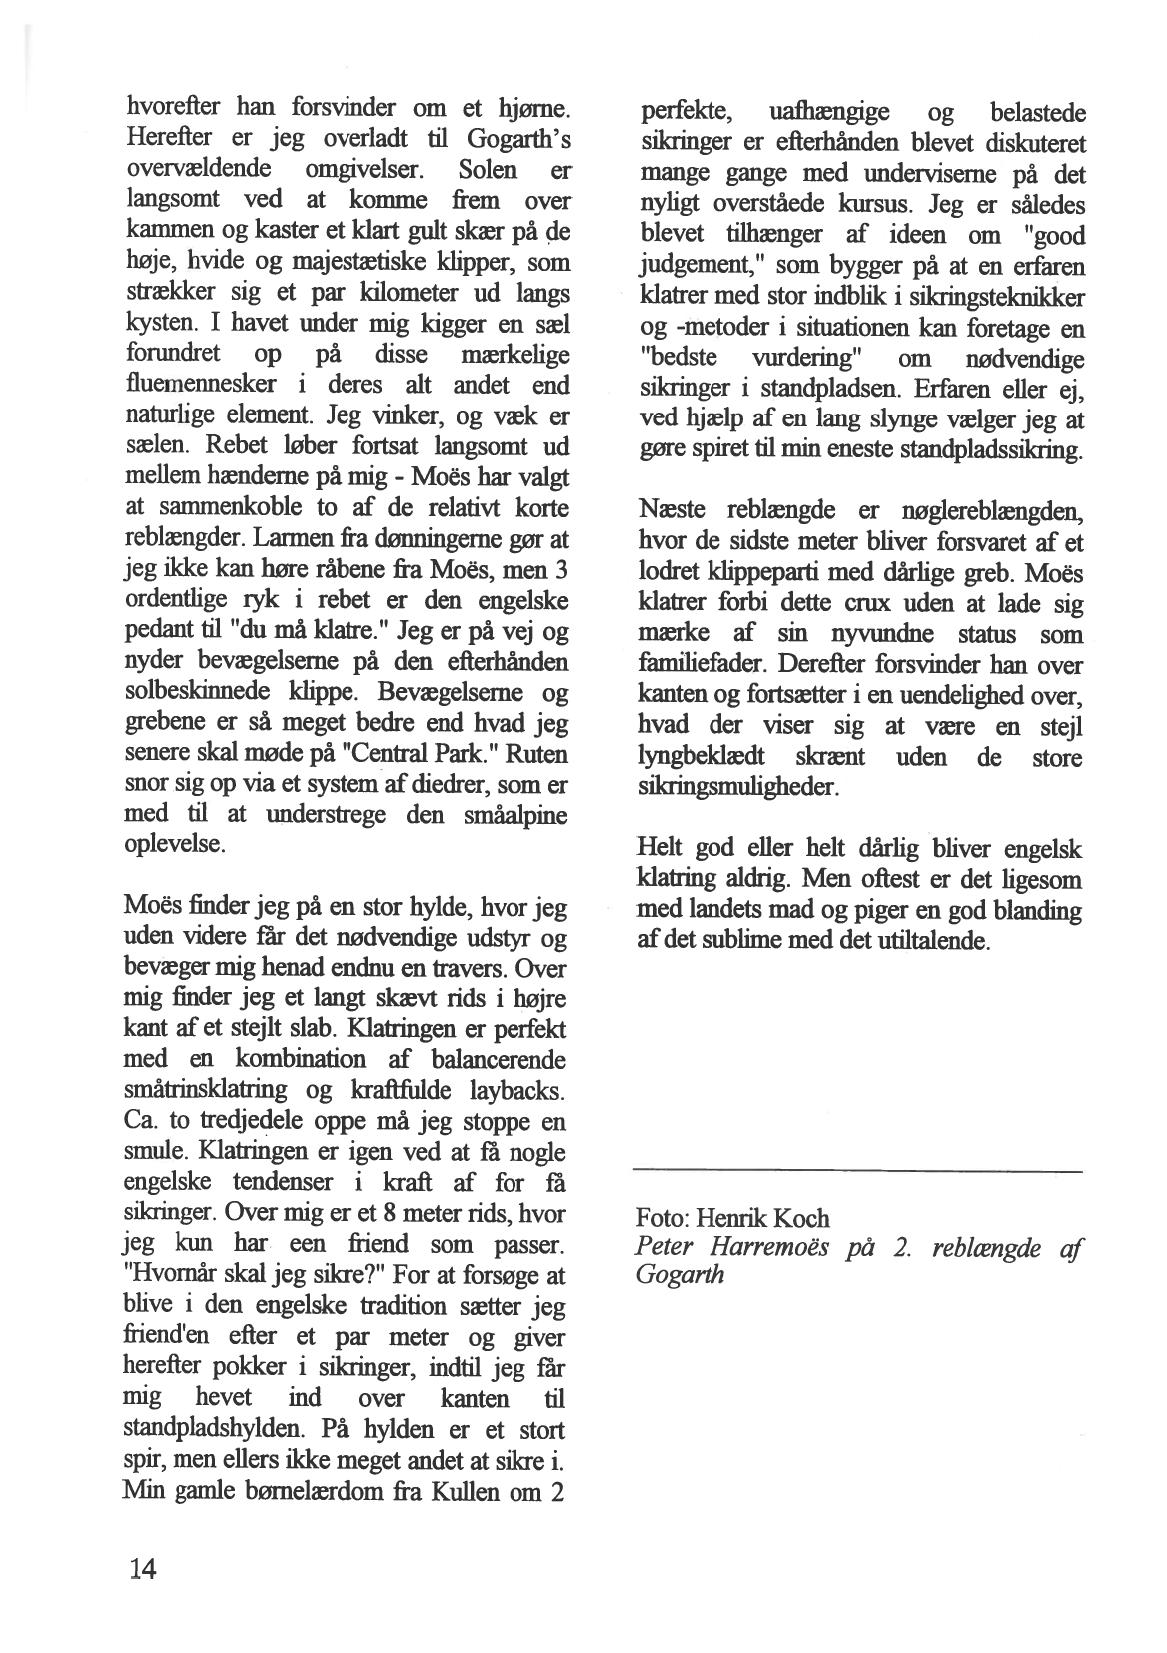 hvorefter han forsvinder om et hjørne.
Herefter er jeg overladt til Gogarth's
overvældende omgivelser. Solen er
langsomt ved at komme frem over
kammen og kaster et klart gult skær på de
høje, hvide og majestætiske klipper, som
strækker sig et par kilometer ud langs
kysten. I havet under mig kigger en sæl
forundret op på disse mærkelige
fluemennesker i deres alt andet end
naturlige element. Jeg vinker, og væk er
sælen. Rebet løber fortsat langsomt ud
mellem hænderne på mig - Moës har valgt
at sammenkoble to af de relativt korte
reblængder. Larmen fra dønningerne gør at
jeg ikke kan høre råbene fra Moës, men 3
ordentlige ryk i rebet er den engelske
pedant til "du må klatre." Jeg er på vej og
nyder bevægelserne på den efterhånden
solbeskinnede klippe. Bevægelserne og
grebene er så meget bedre end hvad jeg
senere skal møde på "Central Park." Ruten
snor sig op via et system af diedrer, som er
med til at understrege den småalpine
oplevelse.

Moës finder jeg på en stor hylde, hvor jeg
uden videre får det nødvendige udstyr og
bevæger mig henad endnu en travers. Over
mig finder jeg et langt skævt rids i højre
kant af et stejlt slab. Klatringen er perfekt
med en kombination af balancerende
småtrinsklatring og kraftfulde laybacks.
Ca. to tredjedele oppe må jeg stoppe en
smule. Klatringen er igen ved at få nogle
engelske tendenser i kraft af for få
sikringer. Over mig er et 8 meter rids, hvor
jeg kun har een friend som passer.
"Hvornår skal jeg sikre?" For at forsøge at
blive i den engelske tradition sætter jeg
friend'en efter et par meter og giver
herefter pokker i sikringer, indtil jeg får
mig hevet ind over kanten til
standpladshylden. På hylden er et stort
spir, men ellers ikke meget andet at sikre i.
Min gamle børnelærdom fra Kullen om 2
perfekte, uafhængige og belastede
sikringer er efterhånden blevet diskuteret
mange gange med underviserne på det
nyligt overståede kursus. Jeg er således
blevet tilhænger af ideen om "good
judgement," som bygger på at en erfaren
klatrer med stor indblik i sikringsteknikker
og -metoder i situationen kan foretage en
"bedste vurdering" om nødvendige
sikringer i standpladsen. Erfaren eller ej,
ved hjælp af en lang slynge vælger jeg at
gøre spiret til min eneste standpladssikring.

Næste reblængde er nøglereblængden,
hvor de sidste meter bliver forsvaret af et
lodret klippeparti med dårlige greb. Moës
klatrer forbi dette crux uden at lade sig
mærke af sin nyvundne status som
familiefader. Derefter forsvinder han over
kanten og fortsætter i en uendelighed over,
hvad der viser sig at være en stejl
lyngbeklædt skrænt uden de store
sikringsmuligheder.

Helt god eller helt dårlig bliver engelsk
klatring aldrig. Men oftest er det ligesom
med landets mad og piger en god blanding
af det sublime med det utiltalende.

Foto: Henrik Koch
Peter Harremoës på 2. reblængde af
Gogarth

14